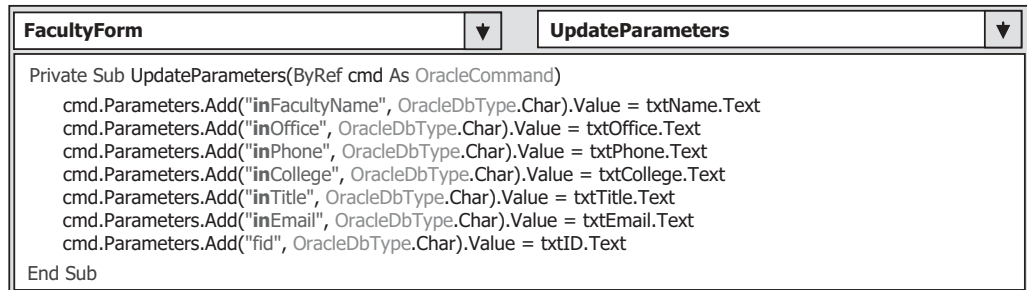 FacultyForm UpdateParameters
Private Sub UpdateParameters(ByRef cmd As OracleCommand)
cmd.Parameters.Add("inFacultyName", OracleDbType.Char).Value = txtName.Text
cmd.Parameters.Add("inOffice", OracleDbType.Char).Value = txtOffice.Text
cmd.Parameters.Add("inPhone", OracleDbType.Char).Value = txtPhone.Text
cmd.Parameters.Add("inCollege", OracleDbType.Char).Value = txtCollege.Text
cmd.Parameters.Add("inTitle", OracleDbType.Char).Value = txtTitle.Text
cmd.Parameters.Add("inEmail", OracleDbType.Char).Value = txtEmail.Text
cmd.Parameters.Add("fid", OracleDbType.Char).Value = txtID.Text
End Sub